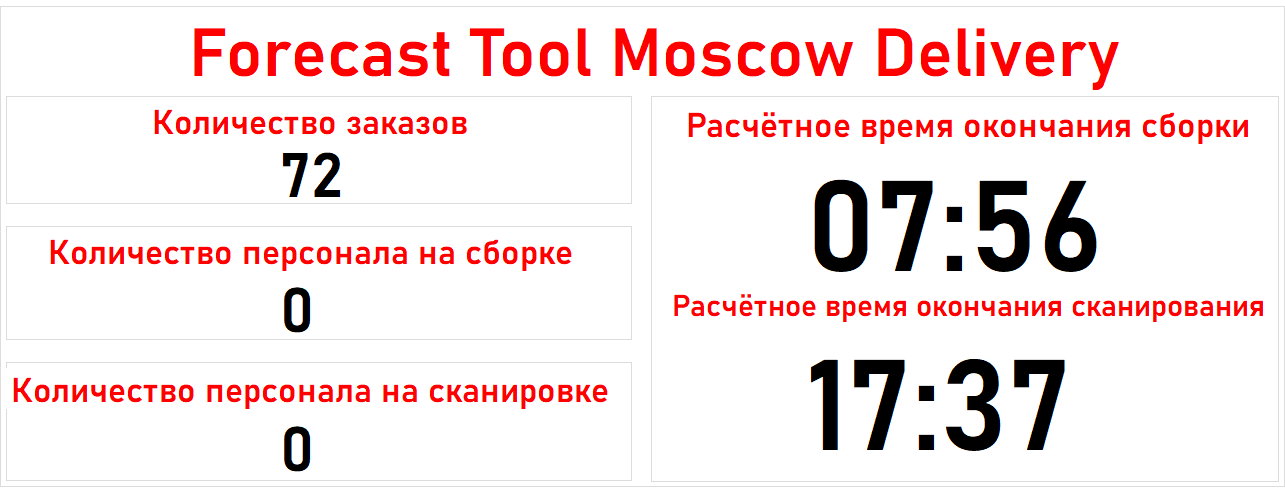 Forecast Tool Moscow Delivery
Количество заказов
72
Количество персонала на сборке
0
Количество персонала на сканировке
0
Расчётное время окончания сборки
07:56
Расчётное время окончания сканирования
17:37